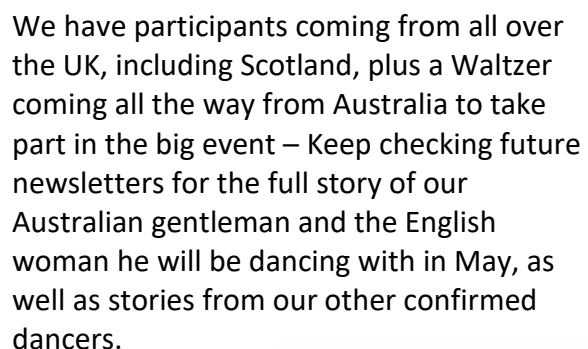 We have participants coming from all over
the UK, including Scotland, plus a Waltzer
coming all the way from Australia to take
part in the big event – Keep checking future
newsletters for the full story of our
Australian gentleman and the English
woman he will be dancing with in May, as
well as stories from our other confirmed
dancers.